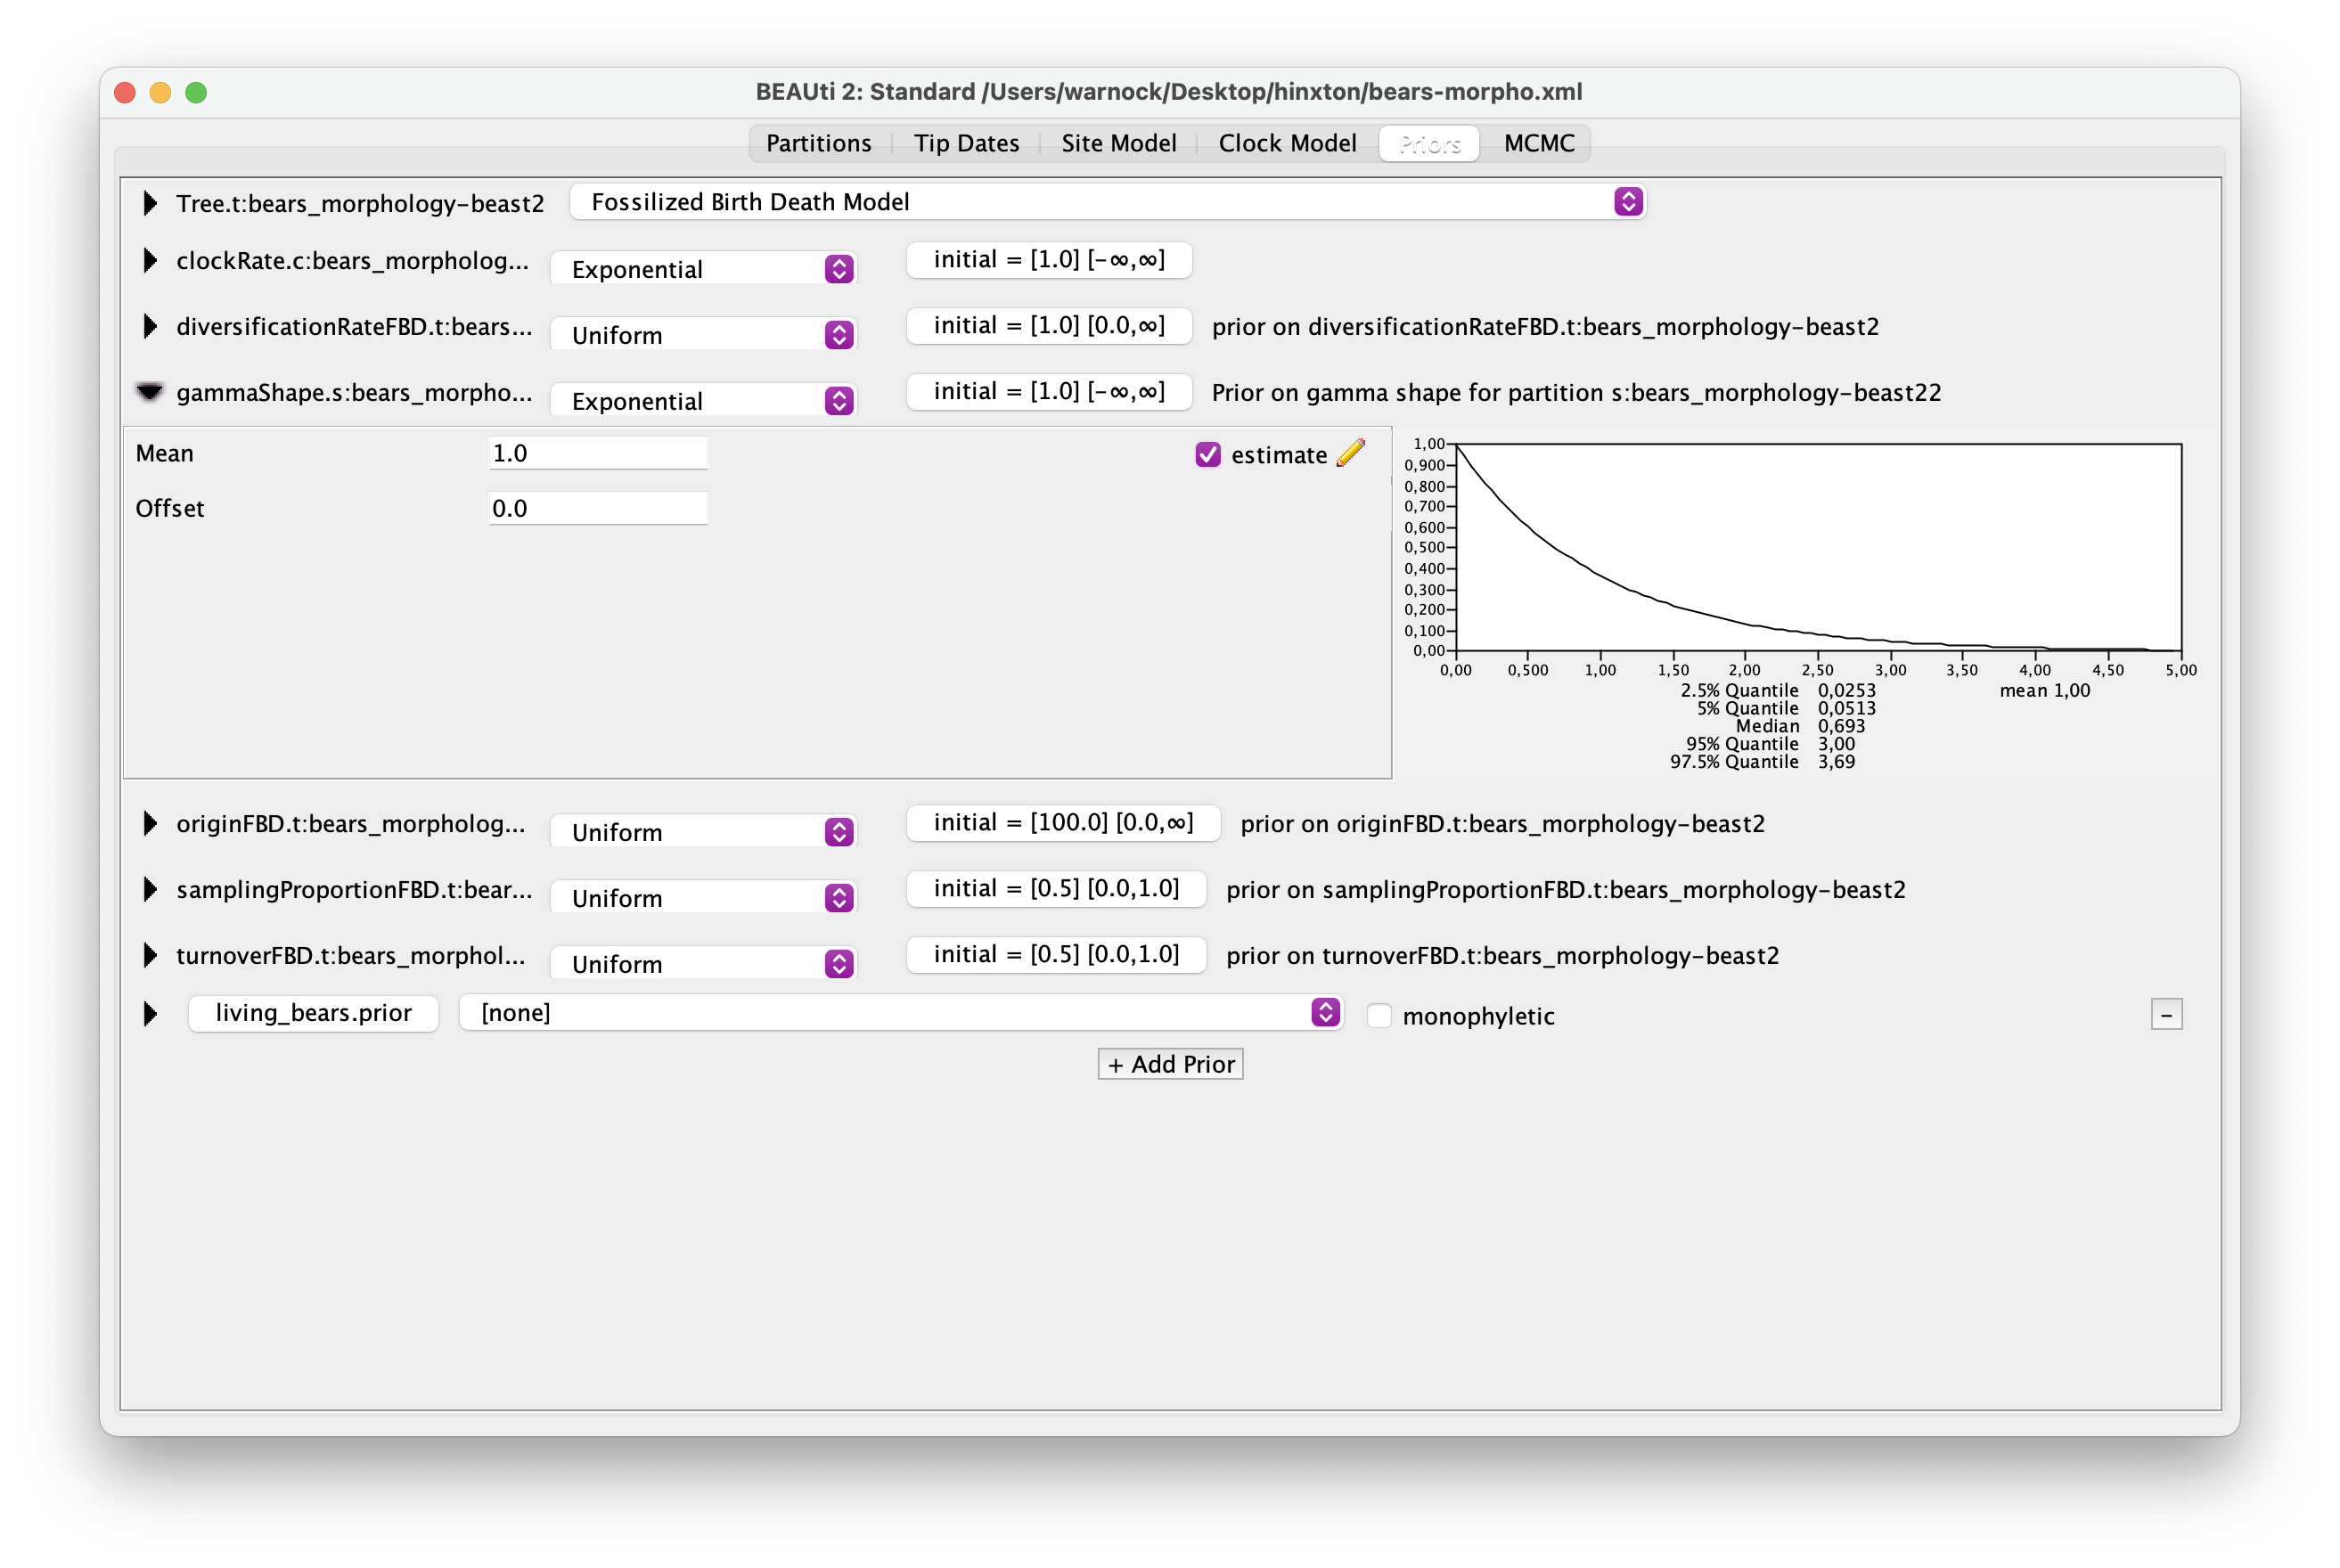 BEAUti 2: Standard /Users/warnock/Desktop/hinxton/bears-morpho.xml
Partitions Tip Dates Site Model Clock Model Priors MCMC
Tree.t:bears_morphology-beast2 Fossilized Birth Death Model
clockRate.c:bears_morpholog... Exponential initial = [1.0] [-∞,∞]
diversificationRateFBD.t:bears... Uniform initial = [1.0] [0.0,∞] prior on diversificationRateFBD.t:bears_morphology-beast2
gammaShape.s:bears_morpho... Exponential initial = [1.0] [-∞,∞] Prior on gamma shape for partition s:bears_morphology-beast22
Mean 1.0 estimate
Offset 0.0
1,00
0,900
0,800
0,700
0,600
0,500
0,400
0,300
0,200
0,100
0,00
0,00 0,500 1,00 1,50 2,00 2,50 3,00 3,50 4,00 4,50 5,00
2.5% Quantile 0,0253 mean 1,00
5% Quantile 0,0513
Median 0,693
95% Quantile 3,00
97.5% Quantile 3,69
originFBD.t:bears_morpholog... Uniform initial = [100.0] [0.0,∞] prior on originFBD.t:bears_morphology-beast2
samplingProportionFBD.t:bear... Uniform initial = [0.5] [0.0,1.0] prior on samplingProportionFBD.t:bears_morphology-beast2
turnoverFBD.t:bears_morphol... Uniform initial = [0.5] [0.0,1.0] prior on turnoverFBD.t:bears_morphology-beast2
living_bears.prior [none] monophyletic -
+ Add Prior